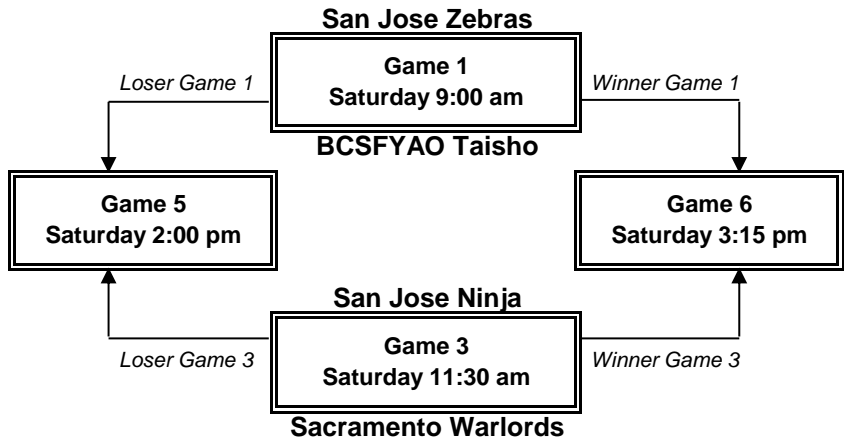 San Jose Zebras
Loser Game 1
Game 1
Saturday 9:00 am
Winner Game 1
BCSFYAO Taisho
Game 5
Saturday 2:00 pm
Game 6
Saturday 3:15 pm
San Jose Ninja
Loser Game 3
Game 3
Saturday 11:30 am
Winner Game 3
Sacramento Warlords